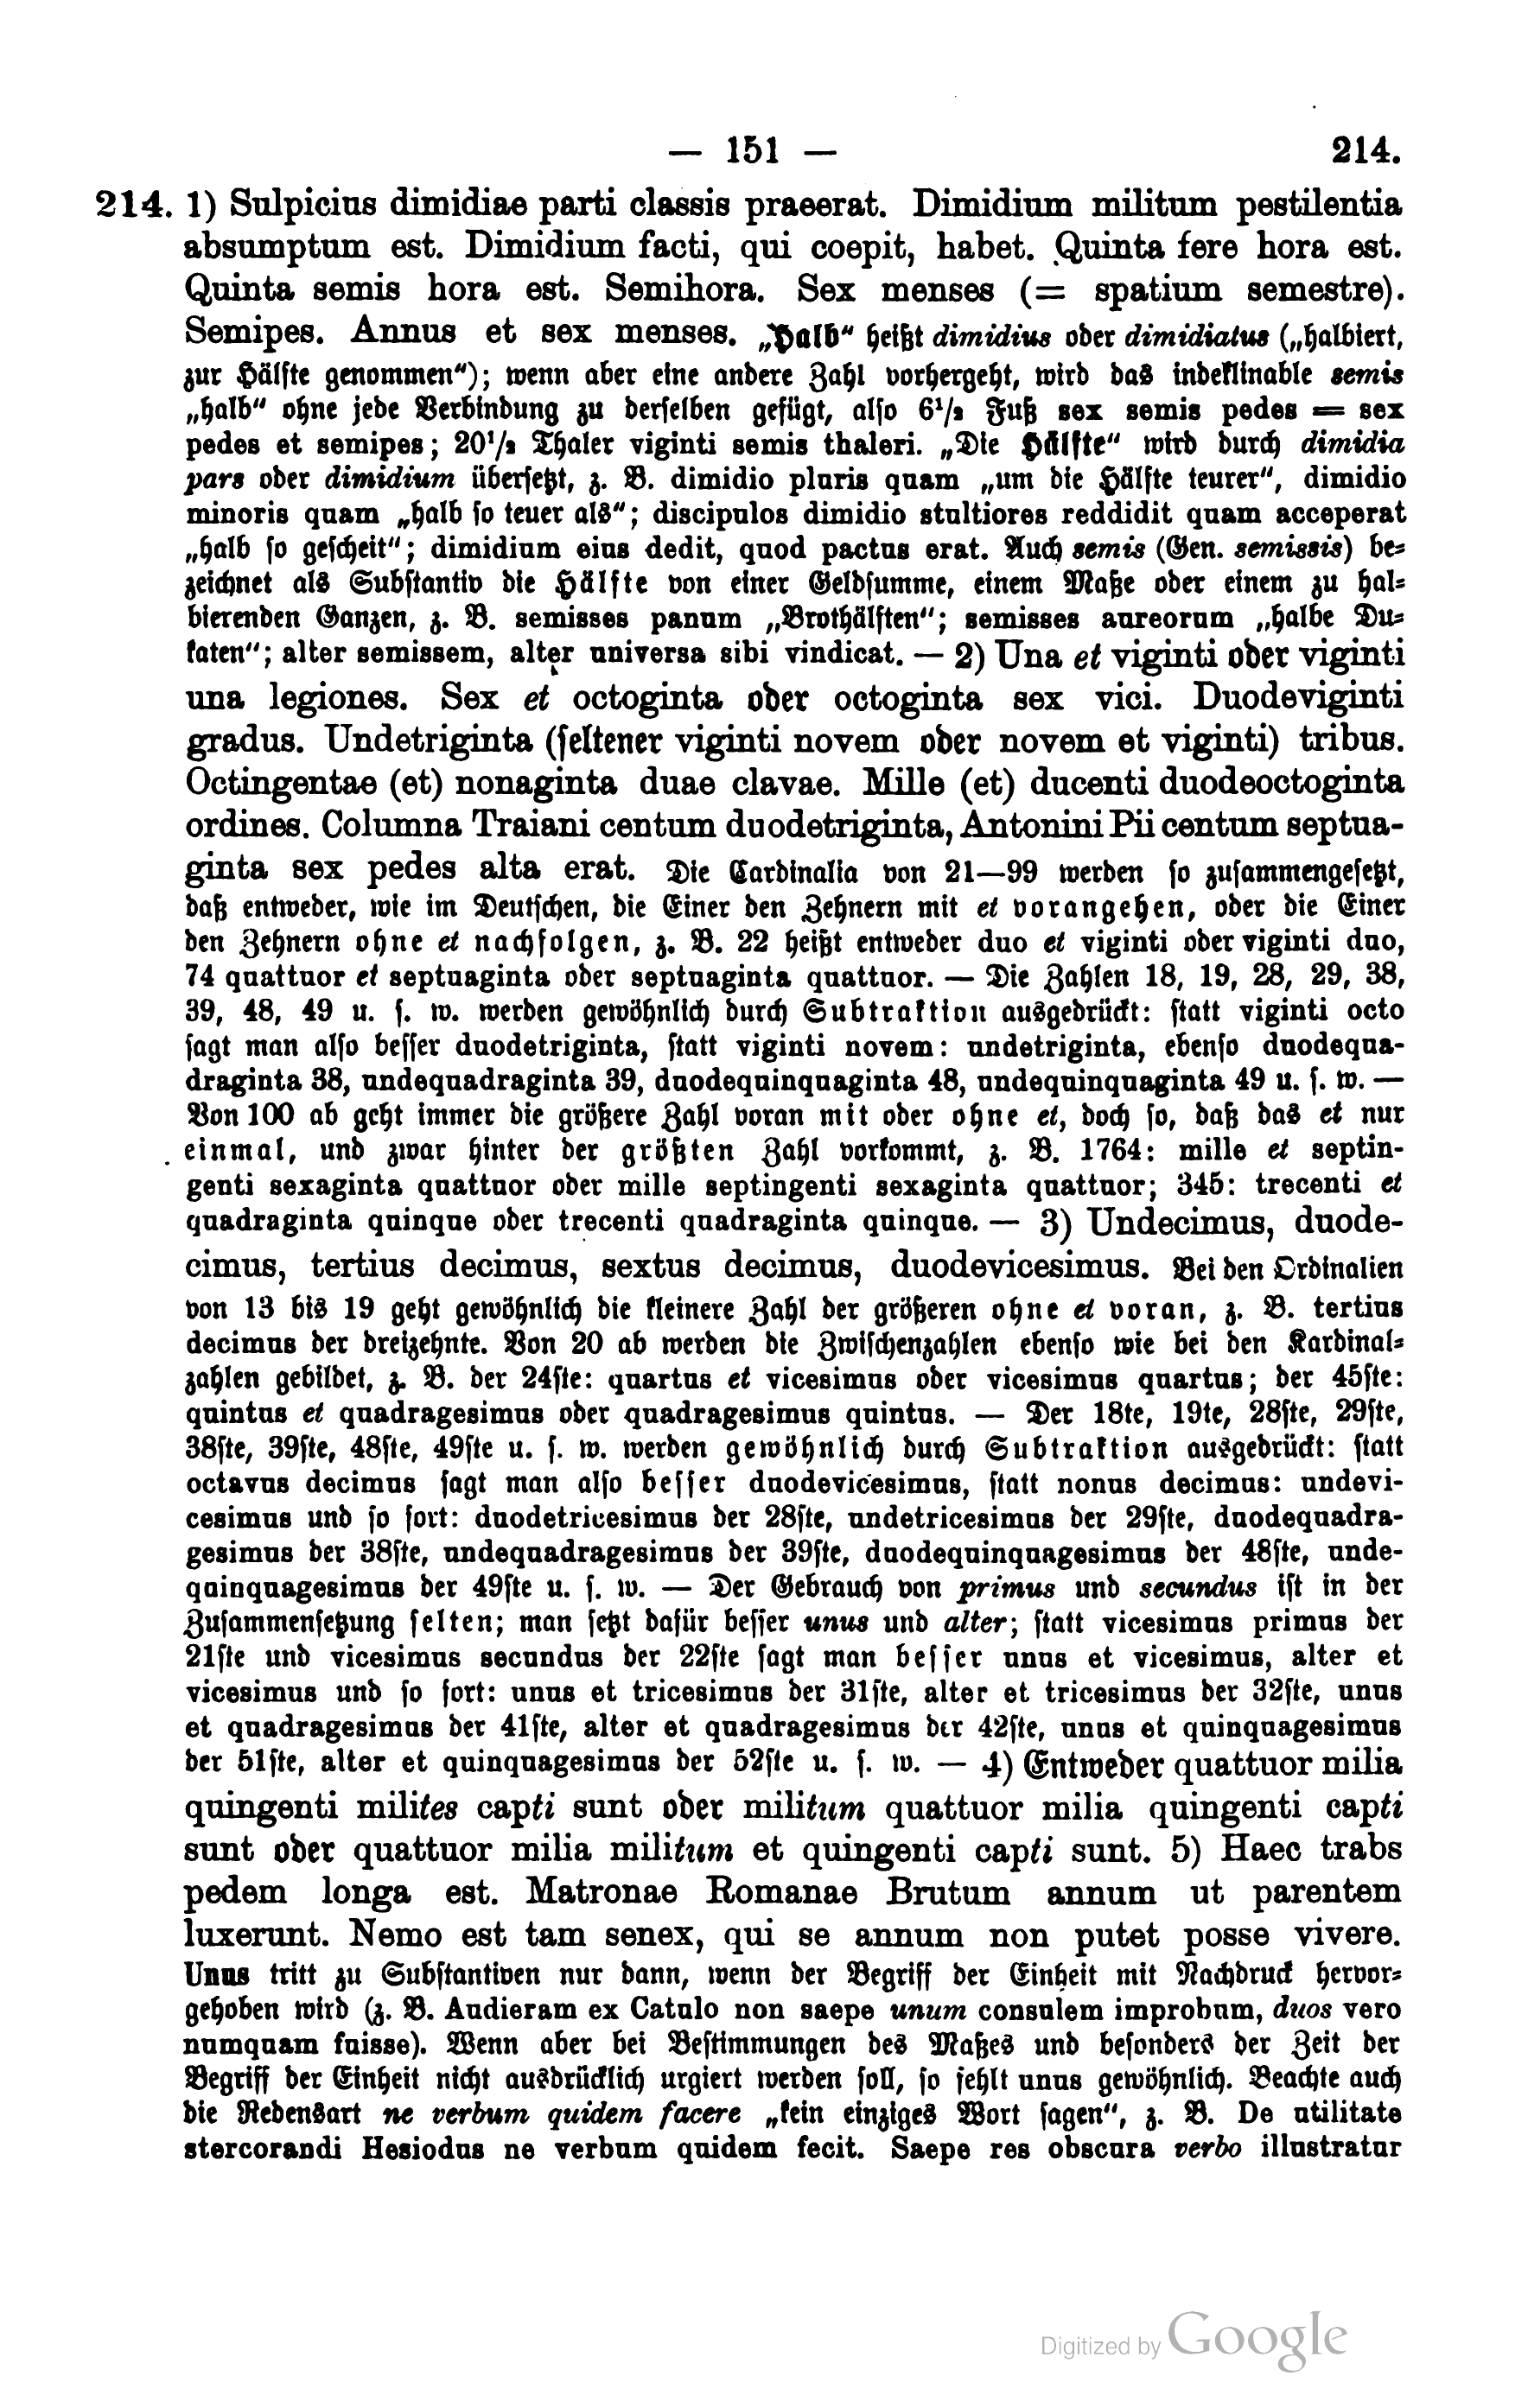 — 151 — 214.
214. 1) Sulpicius dimidiae parti classis praeerat. Dimidium militum pestilentia
absumptum est. Dimidium facti, qui coepit, habet. Quinta fere hora est.
Quinta semis hora est. Semihora. Sex menses (= spatium semestre).
Semipes. Annus et sex menses. „Halb“ heißt dimidius oder dimidiatus („halbiert,
zur Hälfte genommen“); wenn aber eine andere Zahl vorhergeht, wird das indeklinable semis
„halb“ ohne jede Verbindung zu derselben gefügt, also 6¹/₂ Fuß sex semis pedes = sex
pedes et semipes; 20¹/₂ Thaler viginti semis thaleri. „Die Hälfte“ wird durch dimidia
pars oder dimidium übersetzt, z. B. dimidio pluris quam „um die Hälfte teurer“, dimidio
minoris quam „halb so teuer als“; discipulos dimidio stultiores reddidit quam acceperat
„halb so gescheit“; dimidium eius dedit, quod pactus erat. Auch semis (Gen. semissis) be-
zeichnet als Substantiv die Hälfte von einer Geldsumme, einem Maße oder einem zu hal-
bierenden Ganzen, z. B. semisses panum „Brothälften“; semisses aureorum „halbe Du-
katen“; alter semissem, alter universa sibi vindicat. — 2) Una et viginti oder viginti
una legiones. Sex et octoginta oder octoginta sex vici. Duodeviginti
gradus. Undetriginta (seltener viginti novem oder novem et viginti) tribus.
Octingentae (et) nonaginta duae clavae. Mille (et) ducenti duodeoctoginta
ordines. Columna Traiani centum duodetriginta, Antonini Pii centum septua-
ginta sex pedes alta erat. Die Cardinalia von 21—99 werden so zusammengesetzt,
daß entweder, wie im Deutschen, die Einer den Zehnern mit et vorangehen, oder die Einer
den Zehnern ohne et nachfolgen, z. B. 22 heißt entweder duo et viginti oder viginti duo,
74 quattuor et septuaginta oder septuaginta quattuor. — Die Zahlen 18, 19, 28, 29, 38,
39, 48, 49 u. s. w. werden gewöhnlich durch Subtraktion ausgedrückt: statt viginti octo
sagt man also besser duodetriginta, statt viginti novem: undetriginta, ebenso duodequa-
draginta 38, undequadraginta 39, duodequinquaginta 48, undequinquaginta 49 u. s. w. —
Von 100 ab geht immer die größere Zahl voran mit oder ohne et, doch so, daß das et nur
einmal, und zwar hinter der größten Zahl vorkommt, z. B. 1764: mille et septin-
genti sexaginta quattuor oder mille septingenti sexaginta quattuor; 345: trecenti et
quadraginta quinque oder trecenti quadraginta quinque. — 3) Undecimus, duode-
cimus, tertius decimus, sextus decimus, duodevicesimus. Bei den Ordinalien
von 13 bis 19 geht gewöhnlich die kleinere Zahl der größeren ohne et voran, z. B. tertius
decimus der dreizehnte. Von 20 ab werden die Zwischenzahlen ebenso wie bei den Kardinal-
zahlen gebildet, z. B. der 24ste: quartus et vicesimus oder vicesimus quartus; der 45ste:
quintus et quadragesimus oder quadragesimus quintus. — Der 18te, 19te, 28ste, 29ste,
38ste, 39ste, 48ste, 49ste u. s. w. werden gewöhnlich durch Subtraktion ausgedrückt: statt
octavus decimus sagt man also besser duodevicesimus, statt nonus decimus: undevi-
cesimus und so fort: duodetricesimus der 28ste, undetricesimus der 29ste, duodequadra-
gesimus der 38ste, undequadragesimus der 39ste, duodequinquagesimus der 48ste, unde-
quinquagesimus der 49ste u. s. w. — Der Gebrauch von primus und secundus ist in der
Zusammensetzung selten; man setzt dafür besser unus und alter; statt vicesimus primus der
21ste und vicesimus secundus der 22ste sagt man besser unus et vicesimus, alter et
vicesimus und so fort: unus et tricesimus der 31ste, alter et tricesimus der 32ste, unus
et quadragesimus der 41ste, alter et quadragesimus der 42ste, unus et quinquagesimus
der 51ste, alter et quinquagesimus der 52ste u. s. w. — 4) Entweder quattuor milia
quingenti milites capti sunt oder militum quattuor milia quingenti capti
sunt oder quattuor milia militum et quingenti capti sunt. 5) Haec trabs
pedem longa est. Matronae Romanae Brutum annum ut parentem
luxerunt. Nemo est tam senex, qui se annum non putet posse vivere.
Unus tritt zu Substantiven nur dann, wenn der Begriff der Einheit mit Nachdruck hervor-
gehoben wird (z. B. Audieram ex Catulo non saepe unum consulem improbum, duos vero
numquam fuisse). Wenn aber bei Bestimmungen des Maßes und besonders der Zeit der
Begriff der Einheit nicht ausdrücklich urgiert werden soll, so fehlt unus gewöhnlich. Beachte auch
die Redensart ne verbum quidem facere „kein einziges Wort sagen“, z. B. De utilitate
stercorandi Hesiodus ne verbum quidem fecit. Saepe res obscura verbo illustratur
Digitized by Google